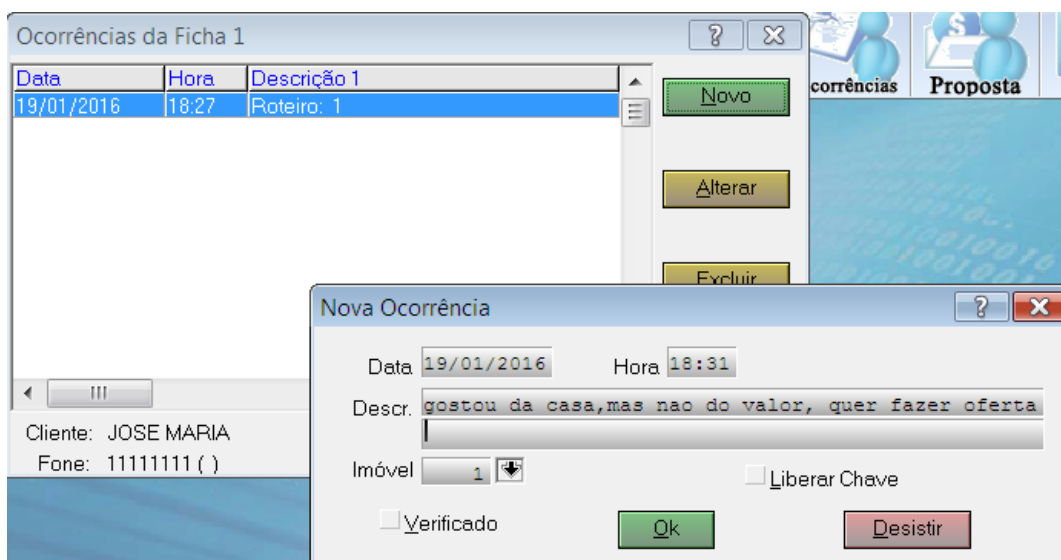 Ocorrências da Ficha 1
corrências Proposta
Data Hora Descrição 1
19/01/2016 18:27 Roteiro: 1
Novo
Alterar
Excluir
Nova Ocorrência
Data 19/01/2016 Hora 18:31
Descr. gostou da casa,mas nao do valor, quer fazer oferta
Cliente: JOSE MARIA
Fone: 11111111 ( )
Imóvel 1
Liberar Chave
Verificado
Ok Desistir